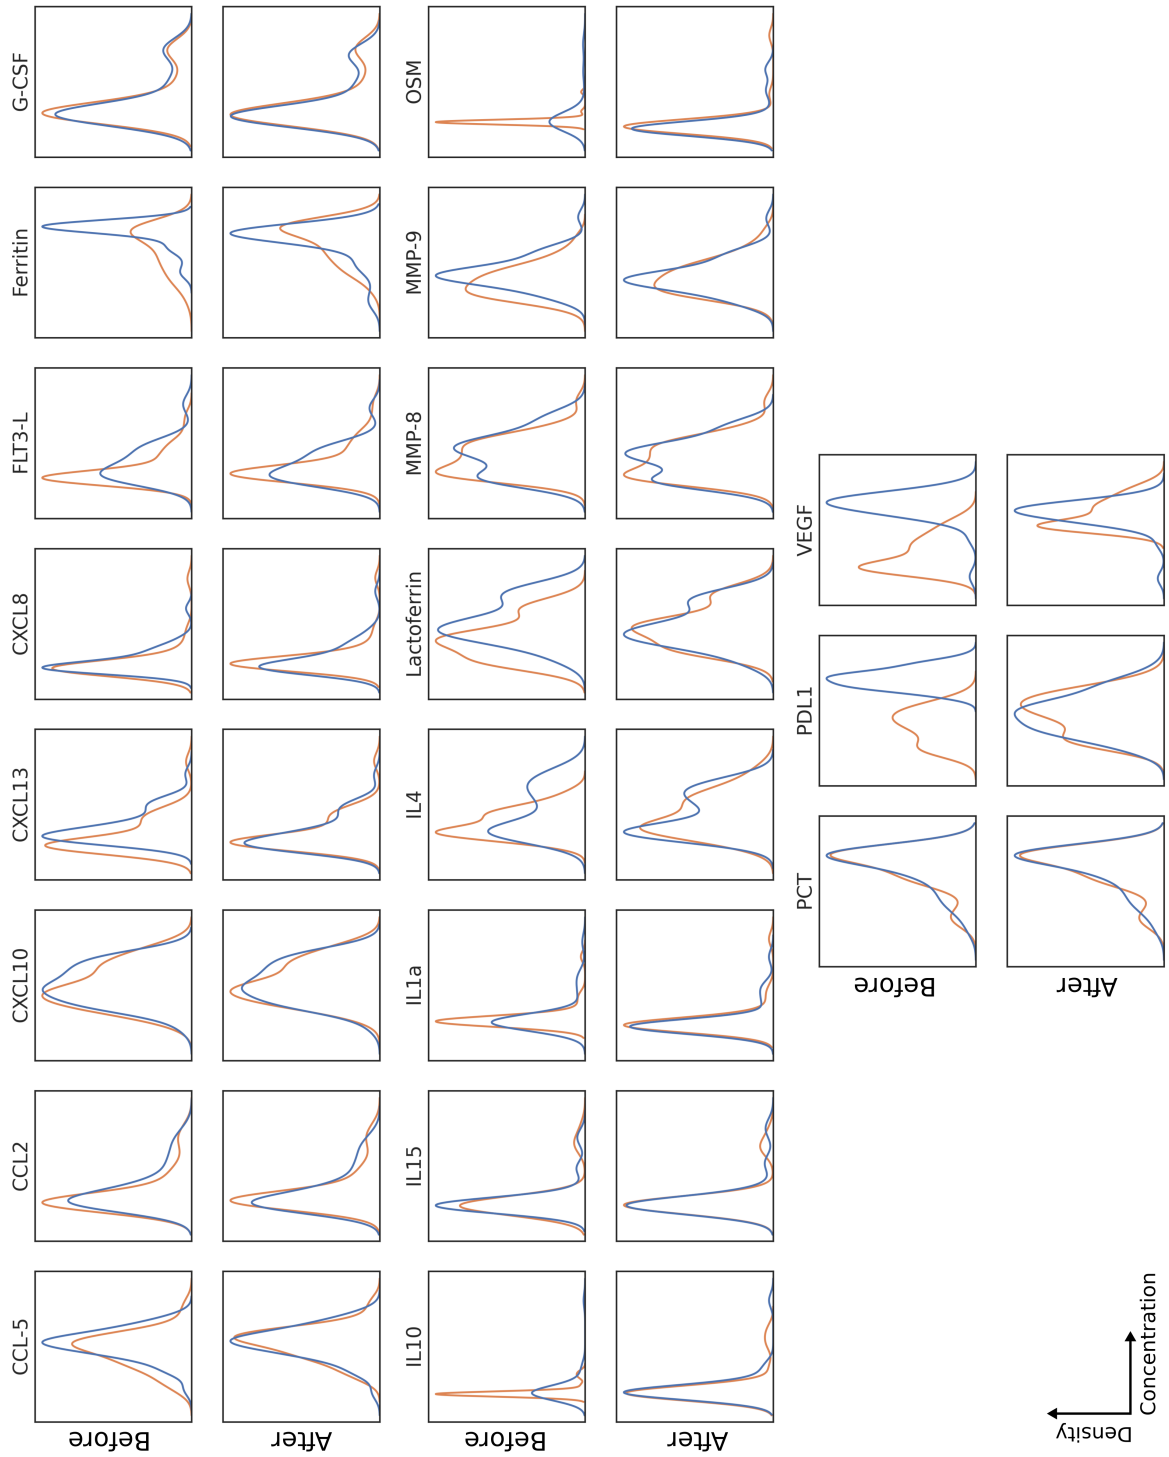 CCL-5
CCL2
CXCL10
CXCL13
CXCL8
FLT3-L
Ferritin
G-CSF
Before
After
IL10
IL15
IL1a
IL4
Lactoferrin
MMP-8
MMP-9
OSM
Before
After
PCT
PDL1
VEGF
Before
After
Density
Concentration